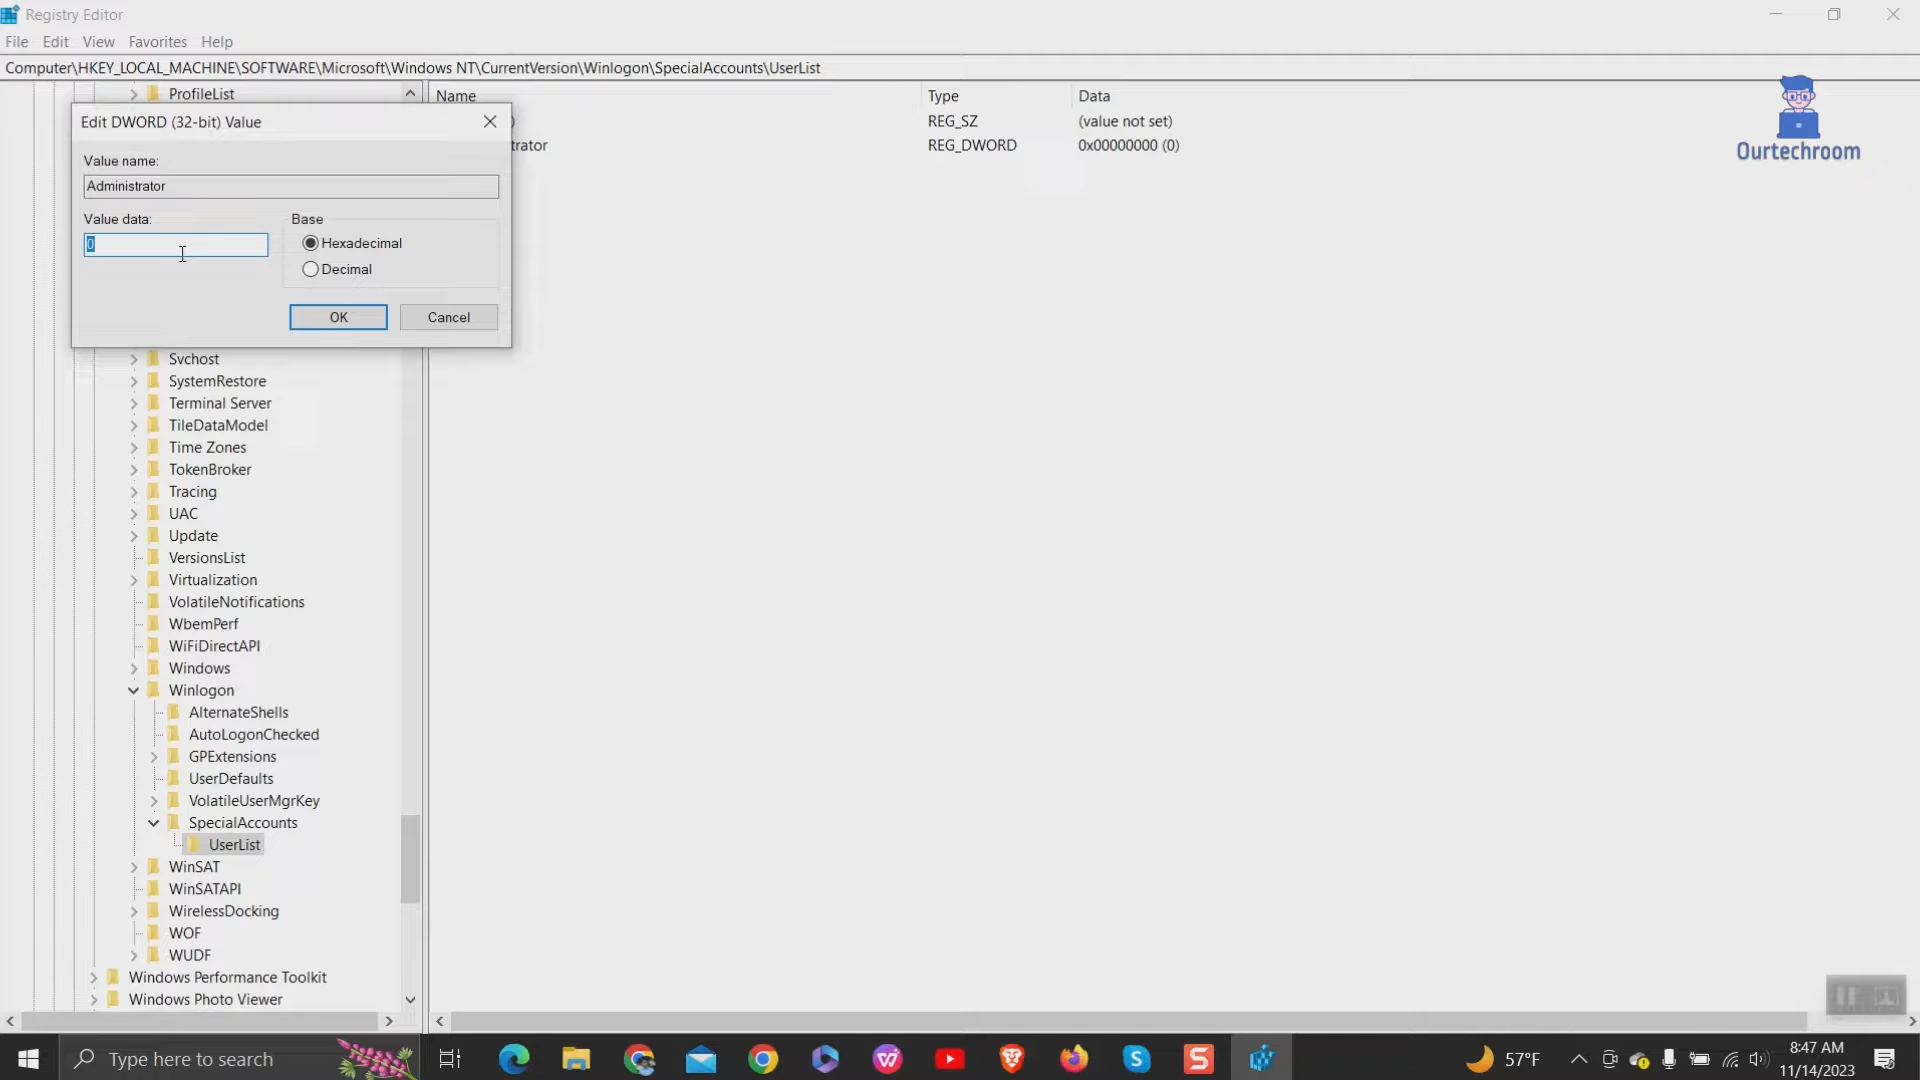 Registry Editor
File Edit View Favorites Help
Computer\HKEY_LOCAL_MACHINE\SOFTWARE\Microsoft\Windows NT\CurrentVersion\Winlogon\SpecialAccounts\UserList
ProfileList
Name Type Data
) REG_SZ (value not set)
trator REG_DWORD 0x00000000 (0)
Edit DWORD (32-bit) Value
Value name:
Administrator
Value data:
0
Base
Hexadecimal
Decimal
OK Cancel
Ourtechroom
Svchost
SystemRestore
Terminal Server
TileDataModel
Time Zones
TokenBroker
Tracing
UAC
Update
VersionsList
Virtualization
VolatileNotifications
WbemPerf
WiFiDirectAPI
Windows
Winlogon
AlternateShells
AutoLogonChecked
GPExtensions
UserDefaults
VolatileUserMgrKey
SpecialAccounts
UserList
WinSAT
WinSATAPI
WirelessDocking
WOF
WUDF
Windows Performance Toolkit
Windows Photo Viewer
Type here to search
57°F
8:47 AM
11/14/2023